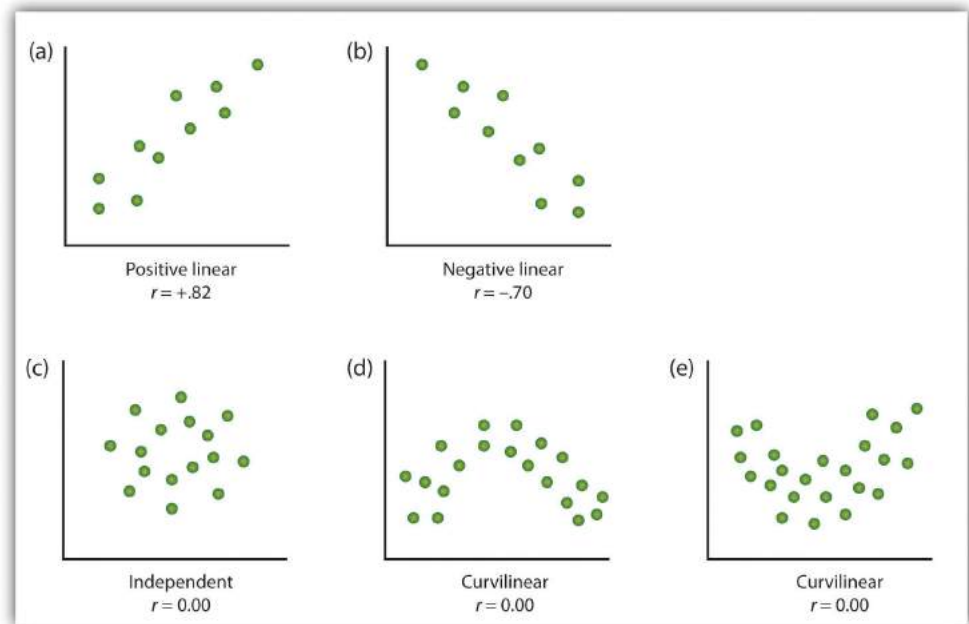 (a)
Positive linear
r = +.82
(b)
Negative linear
r = –.70
(c)
Independent
r = 0.00
(d)
Curvilinear
r = 0.00
(e)
Curvilinear
r = 0.00